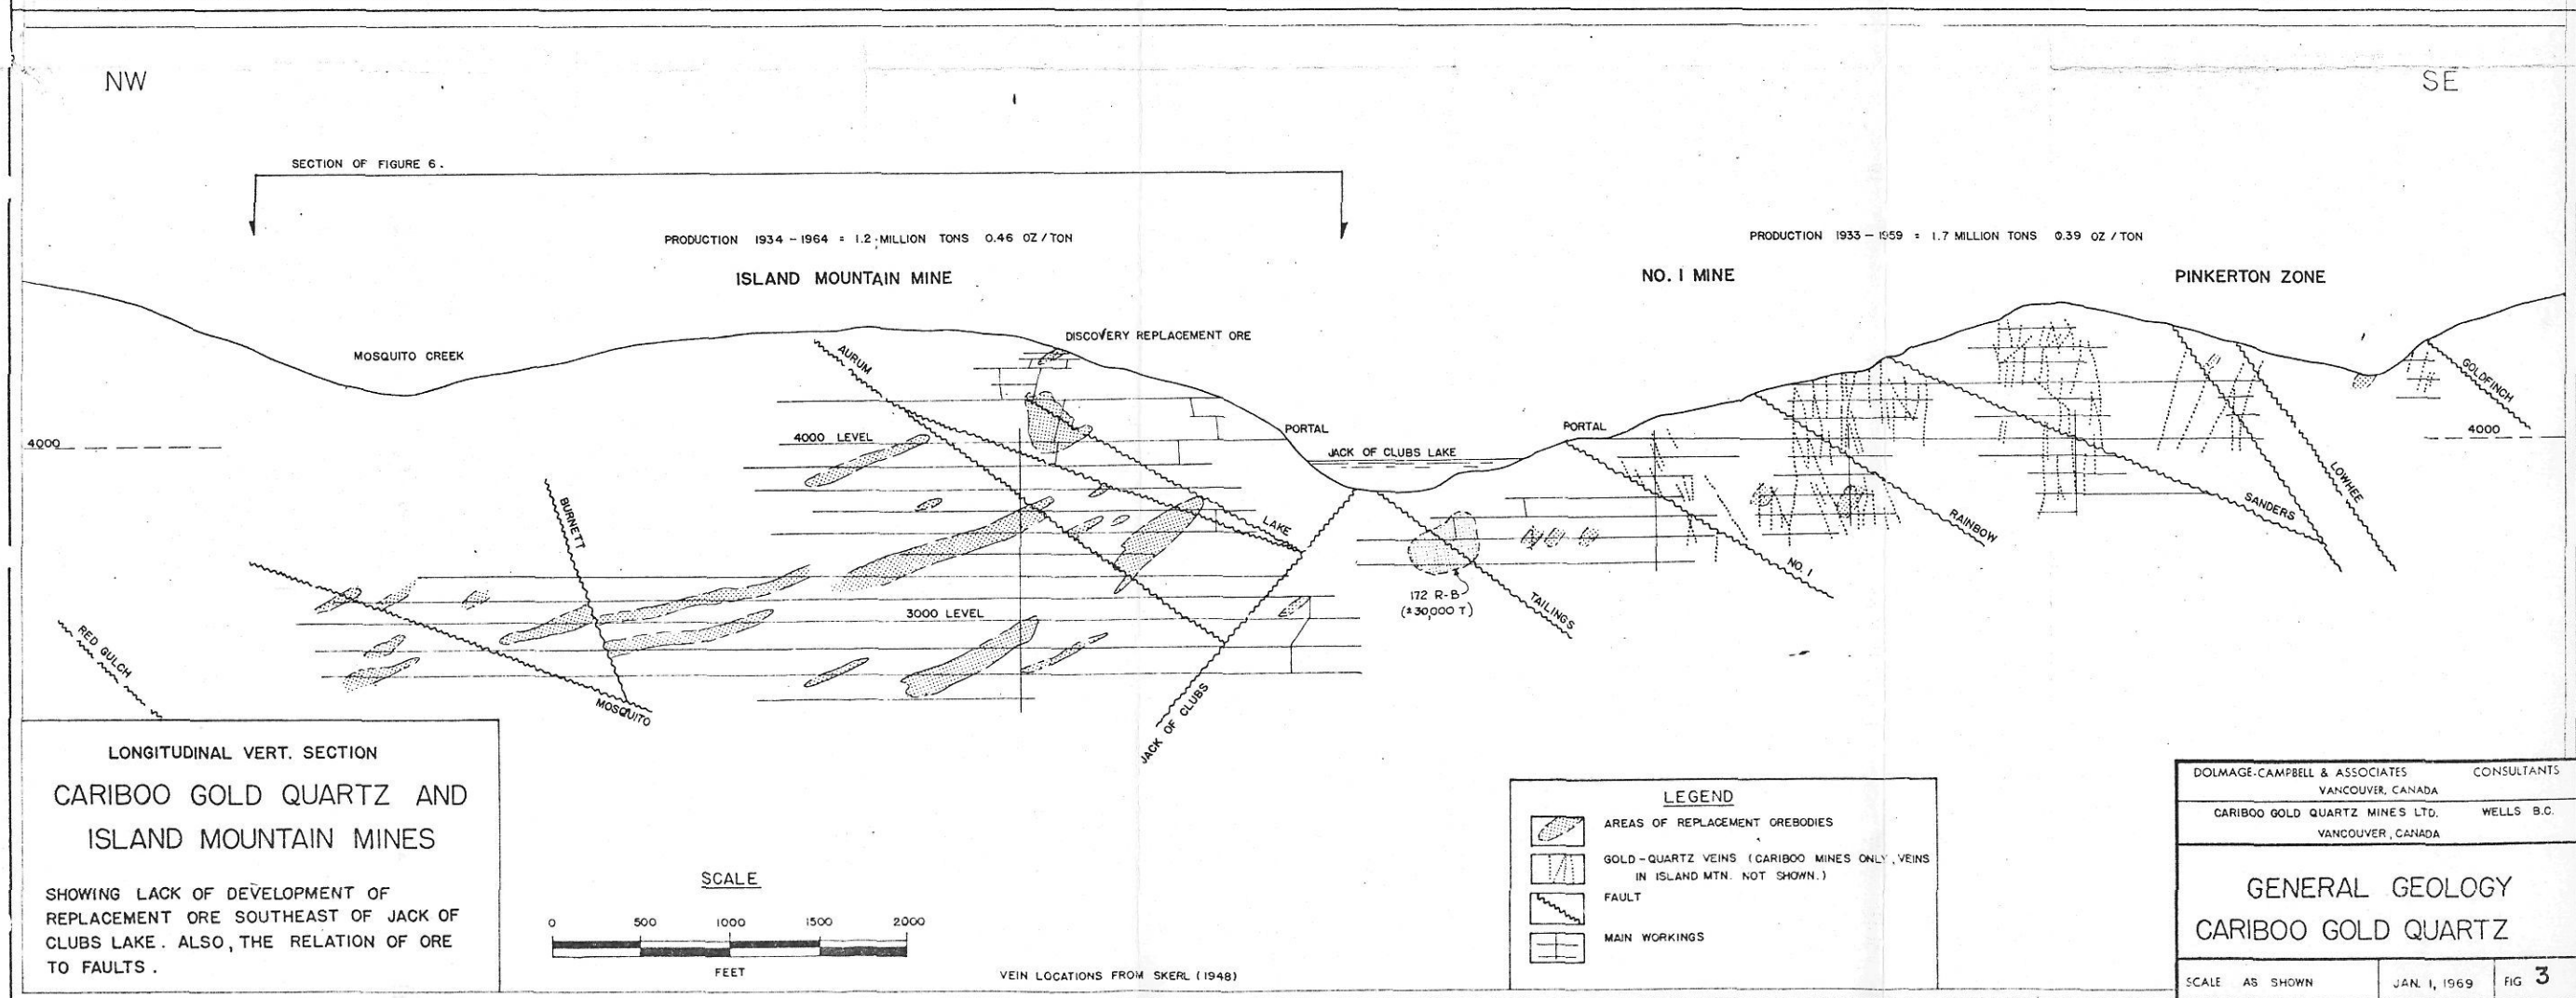 NW
SE
SECTION OF FIGURE 6.
PRODUCTION 1934 - 1964 = 1.2 MILLION TONS 0.46 OZ / TON
ISLAND MOUNTAIN MINE
PRODUCTION 1933 - 1959 = 1.7 MILLION TONS 0.39 OZ / TON
NO. 1 MINE
PINKERTON ZONE
MOSQUITO CREEK
AURUM
DISCOVERY REPLACEMENT ORE
4000
4000 LEVEL
PORTAL
JACK OF CLUBS LAKE
PORTAL
GOLDFINCH
4000
BURNETT
LAKE
LOWHEE
SANDERS
RAINBOW
NO. 1
172 R-B
(±30,000 T)
TAILINGS
3000 LEVEL
RED GULCH
MOSQUITO
JACK OF CLUBS
LONGITUDINAL VERT. SECTION
CARIBOO GOLD QUARTZ AND
ISLAND MOUNTAIN MINES
SHOWING LACK OF DEVELOPMENT OF
REPLACEMENT ORE SOUTHEAST OF JACK OF
CLUBS LAKE. ALSO, THE RELATION OF ORE
TO FAULTS.
SCALE
0 500 1000 1500 2000
FEET
VEIN LOCATIONS FROM SKERL (1948)
LEGEND
AREAS OF REPLACEMENT OREBODIES
GOLD-QUARTZ VEINS (CARIBOO MINES ONLY, VEINS
IN ISLAND MTN. NOT SHOWN.)
FAULT
MAIN WORKINGS
DOLMAGE-CAMPBELL & ASSOCIATES CONSULTANTS
VANCOUVER, CANADA
CARIBOO GOLD QUARTZ MINES LTD. WELLS B.C.
VANCOUVER, CANADA
GENERAL GEOLOGY
CARIBOO GOLD QUARTZ
SCALE AS SHOWN JAN. 1, 1969 FIG 3